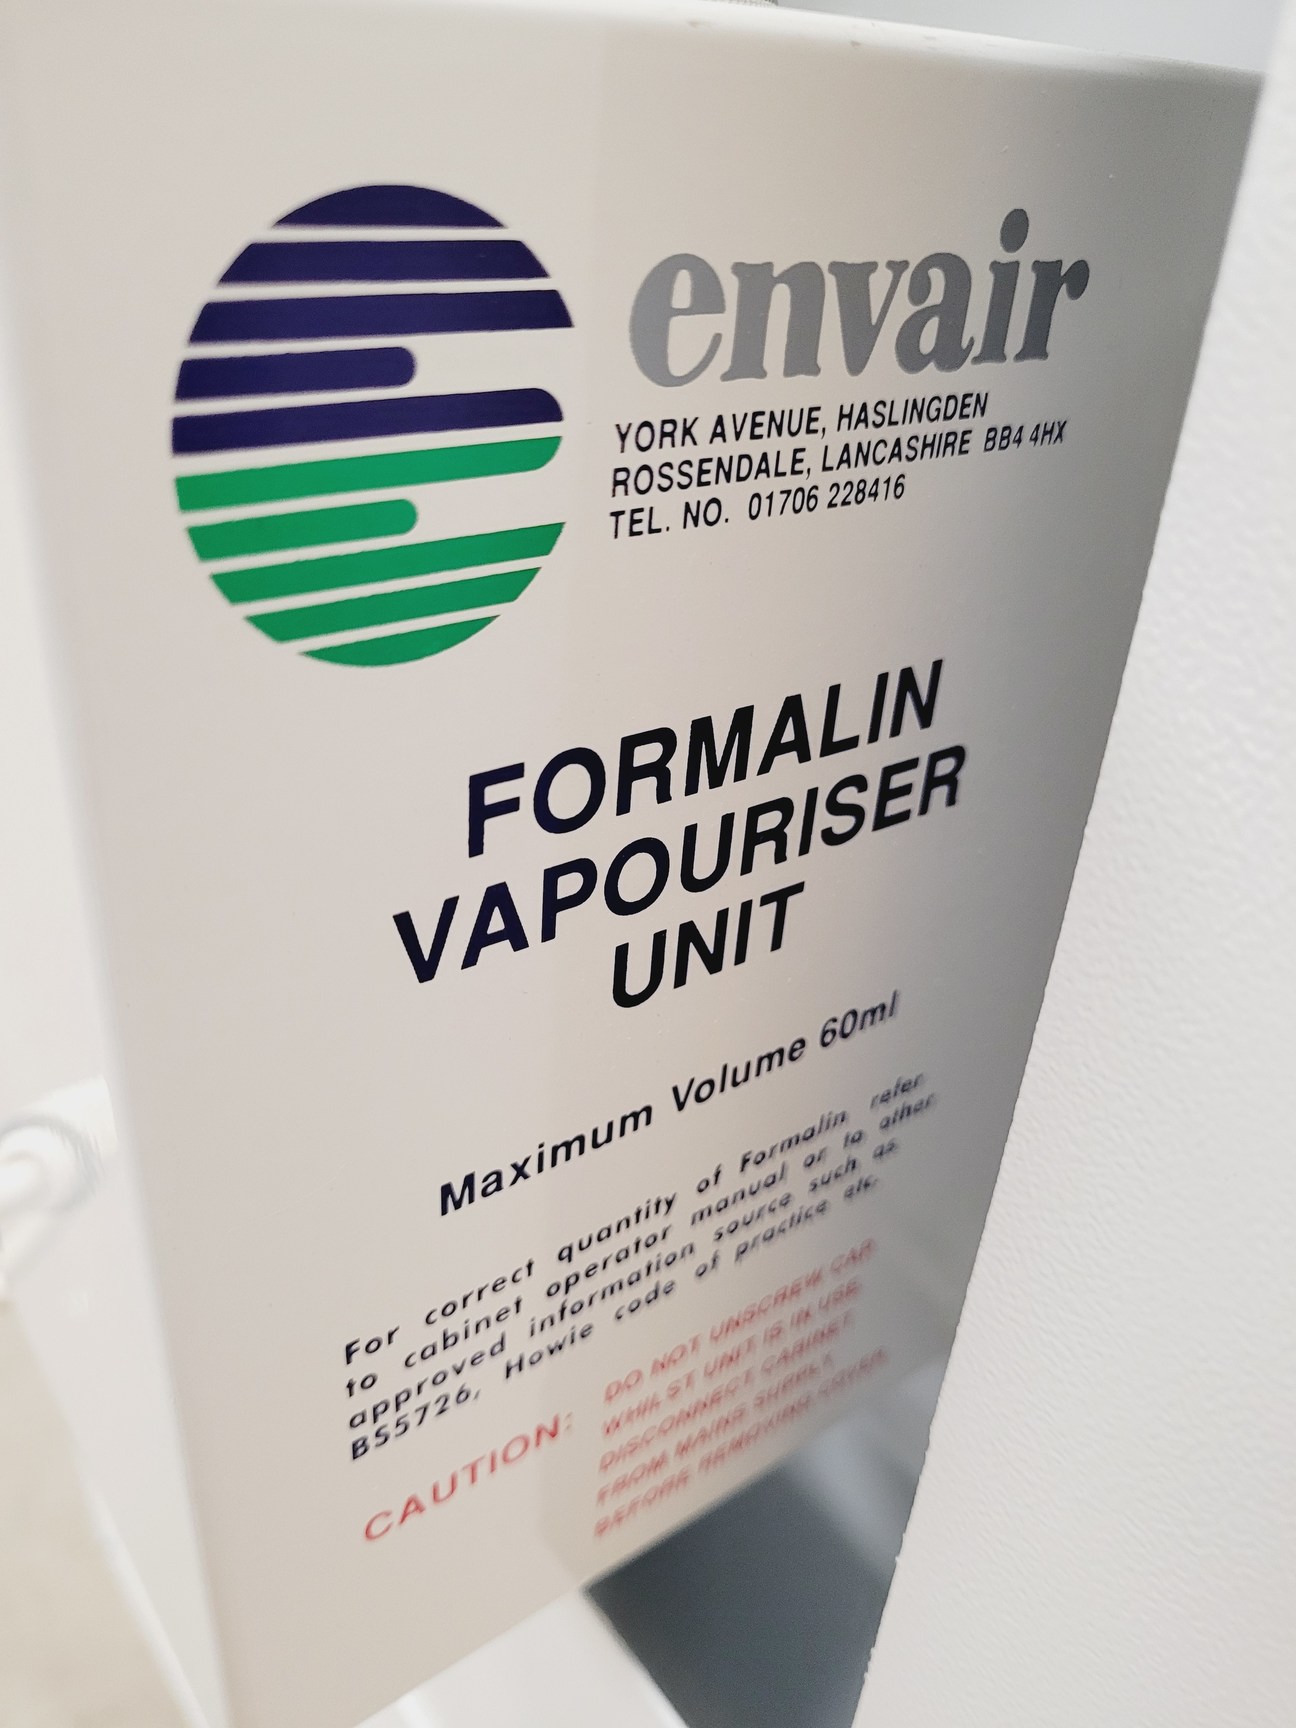 envair
YORK AVENUE, HASLINGDEN
ROSSENDALE, LANCASHIRE BB4 4HX
TEL. NO. 01706 228416
FORMALIN
VAPOURISER
UNIT
Maximum Volume 60ml
For correct quantity of Formalin refer
to cabinet operator manual or to other
approved information source such as
BS5726, Howie code of practice etc.
CAUTION: DO NOT UNSCREW CAP
WHILST UNIT IS IN USE
DISCONNECT CABINET
FROM MAINS SUPPLY
BEFORE REMOVING COVER